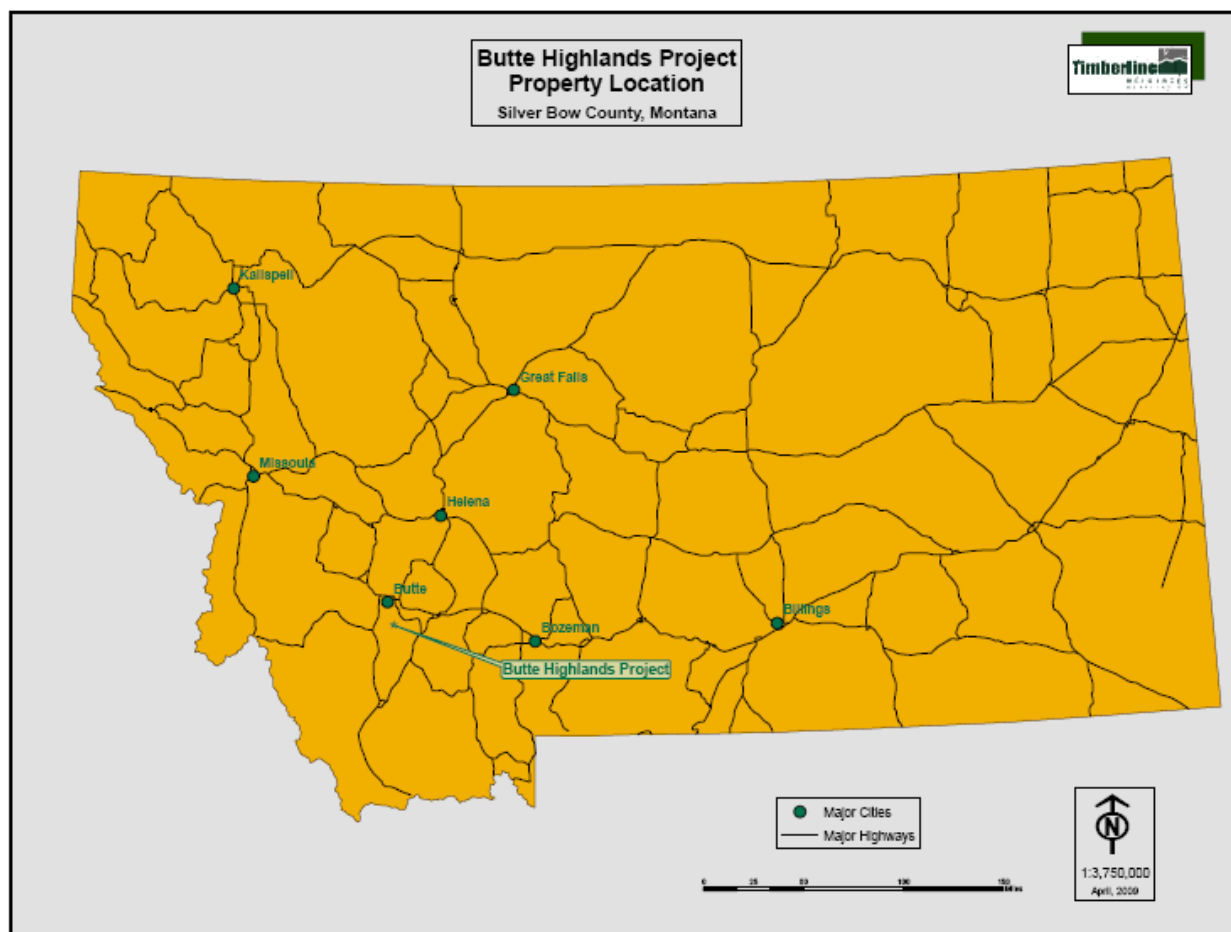 Butte Highlands Project
Property Location
Silver Bow County, Montana
Timberline
Kalispell
Great Falls
Missoula
Helena
Butte
Billings
Bozeman
Butte Highlands Project
Major Cities
Major Highways
0 25 50 100 150
Miles
N
1:3,750,000
April, 2009